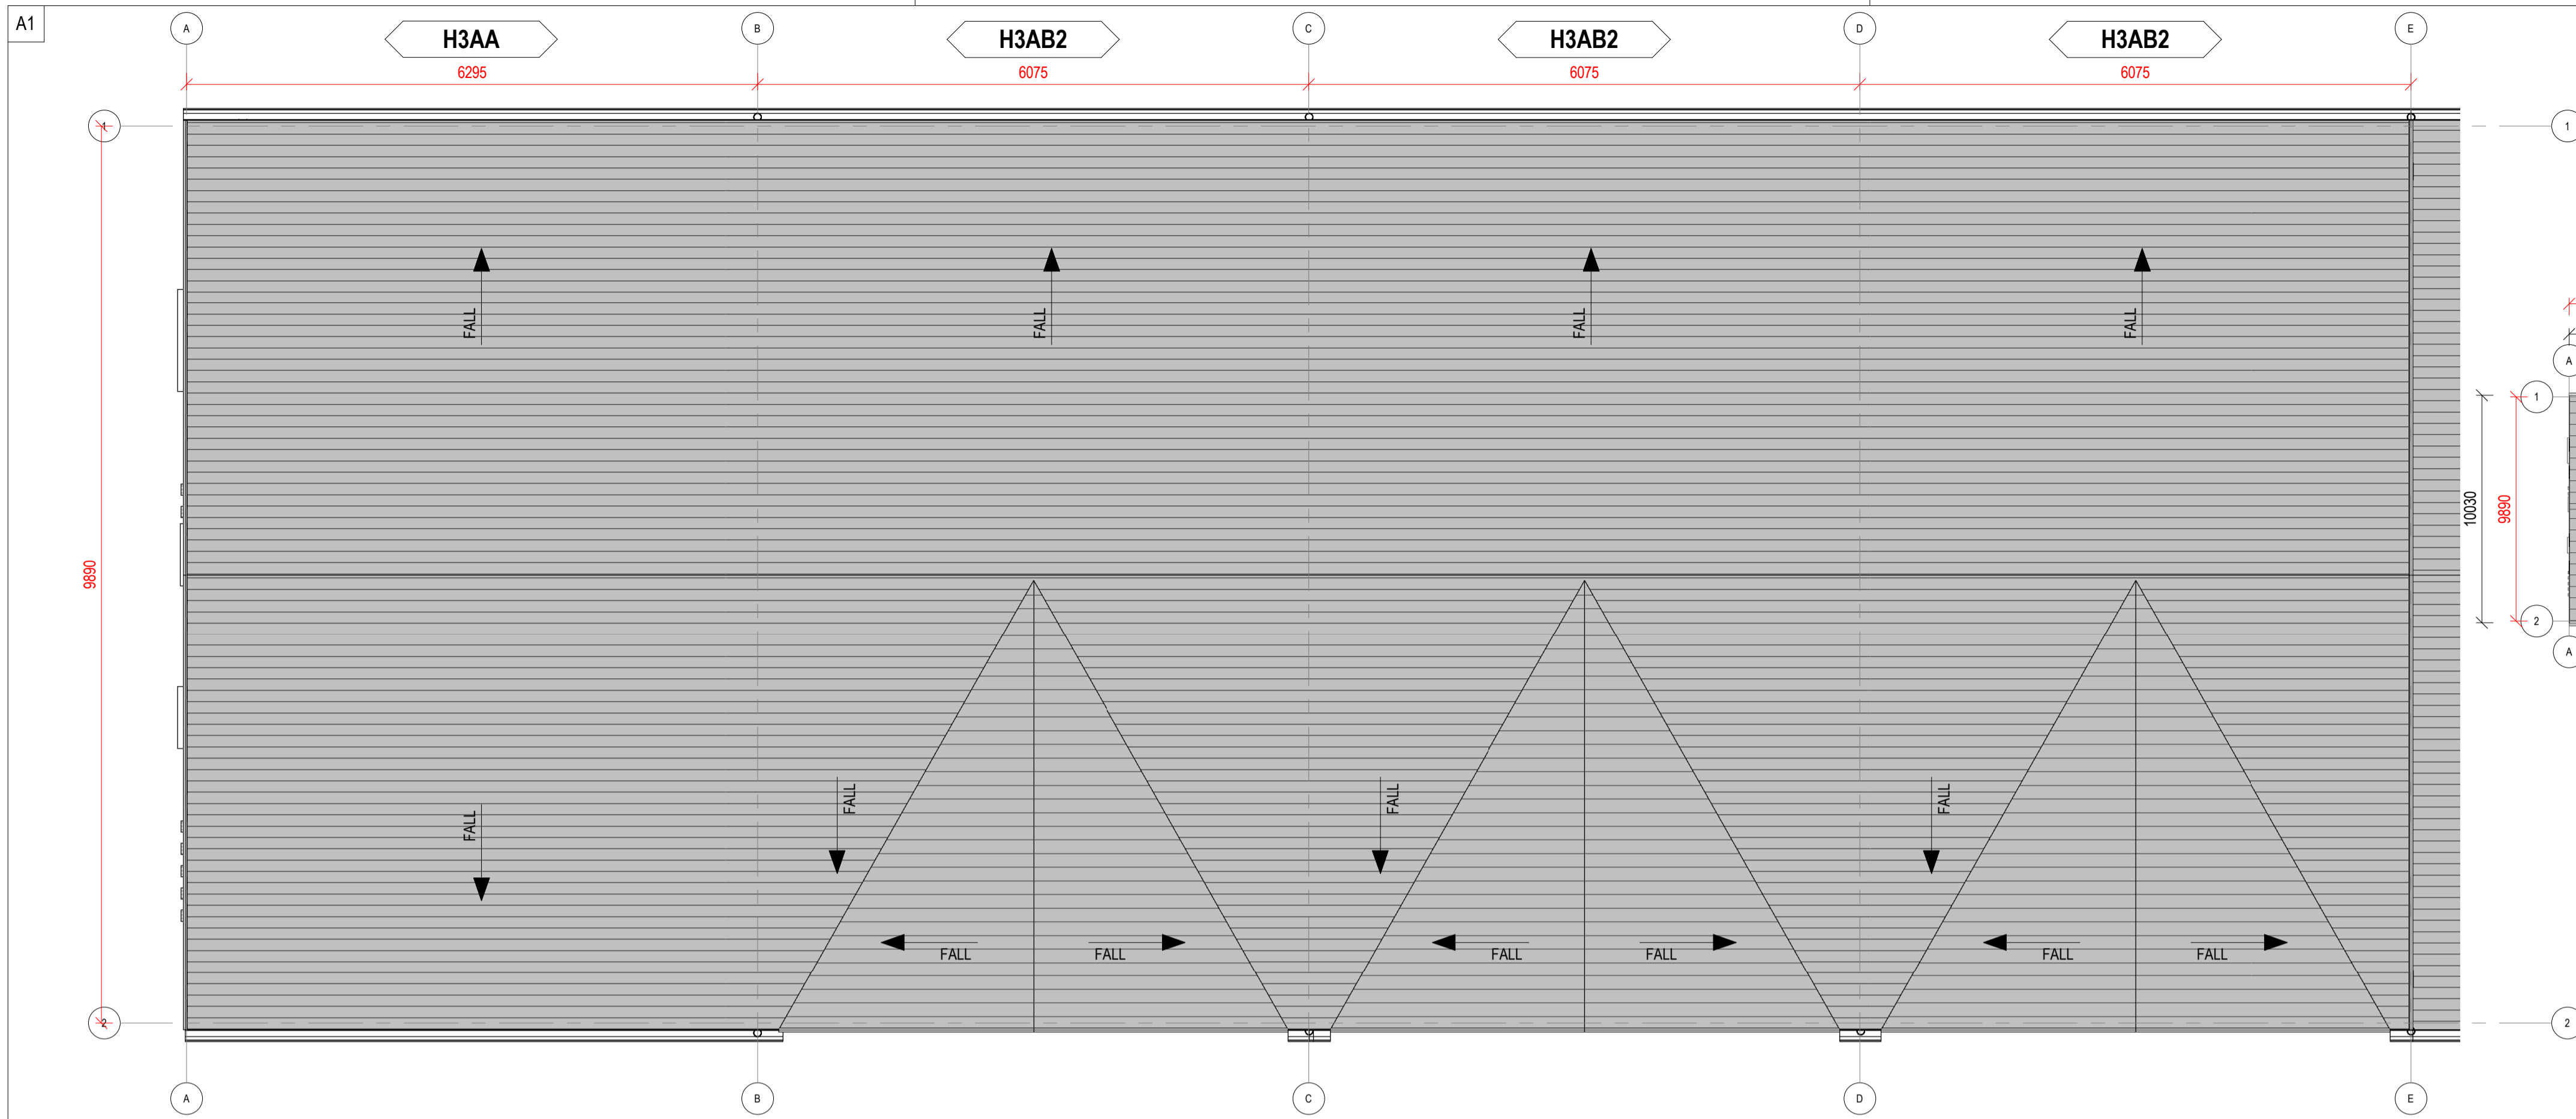 A1
A B C D E
H3AA H3AB2 H3AB2 H3AB2
6295 6075 6075 6075
1 1
FALL FALL FALL FALL
A
1
10030 9890
9890
2
A
FALL FALL FALL FALL
FALL FALL FALL FALL FALL FALL
2 2
A B C D E